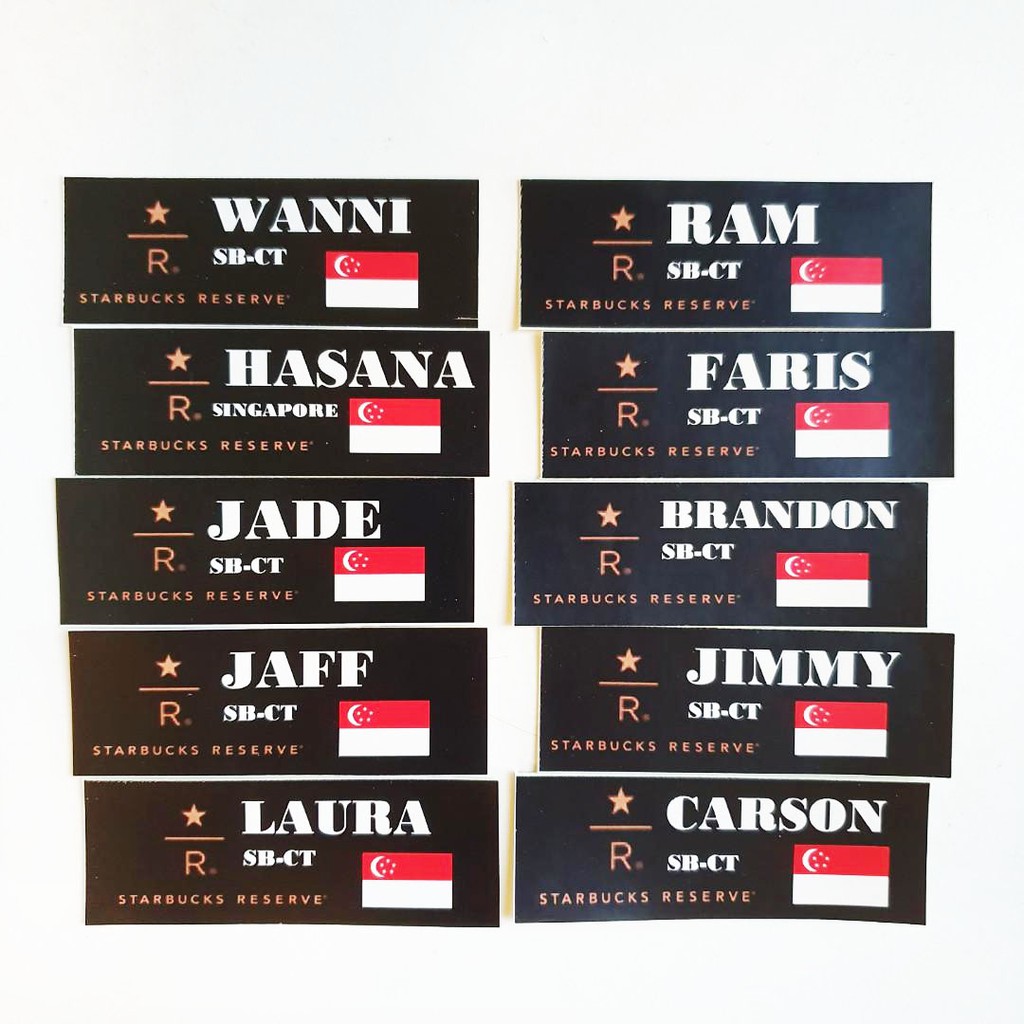 WANNI
SB-CT
R.
STARBUCKS RESERVE®
RAM
SB-CT
R.
STARBUCKS RESERVE®
HASANA
R. SINGAPORE
STARBUCKS RESERVE®
FARIS
SB-CT
R.
STARBUCKS RESERVE®
JADE
SB-CT
R®
STARBUCKS RESERVE®
BRANDON
SB-CT
R®
STARBUCKS RESERVE®
JAFF
SB-CT
R.
STARBUCKS RESERVE®
JIMMY
SB-CT
R.
STARBUCKS RESERVE®
LAURA
SB-CT
R®
STARBUCKS RESERVE®
CARSON
SB-CT
R.
STARBUCKS RESERVE®